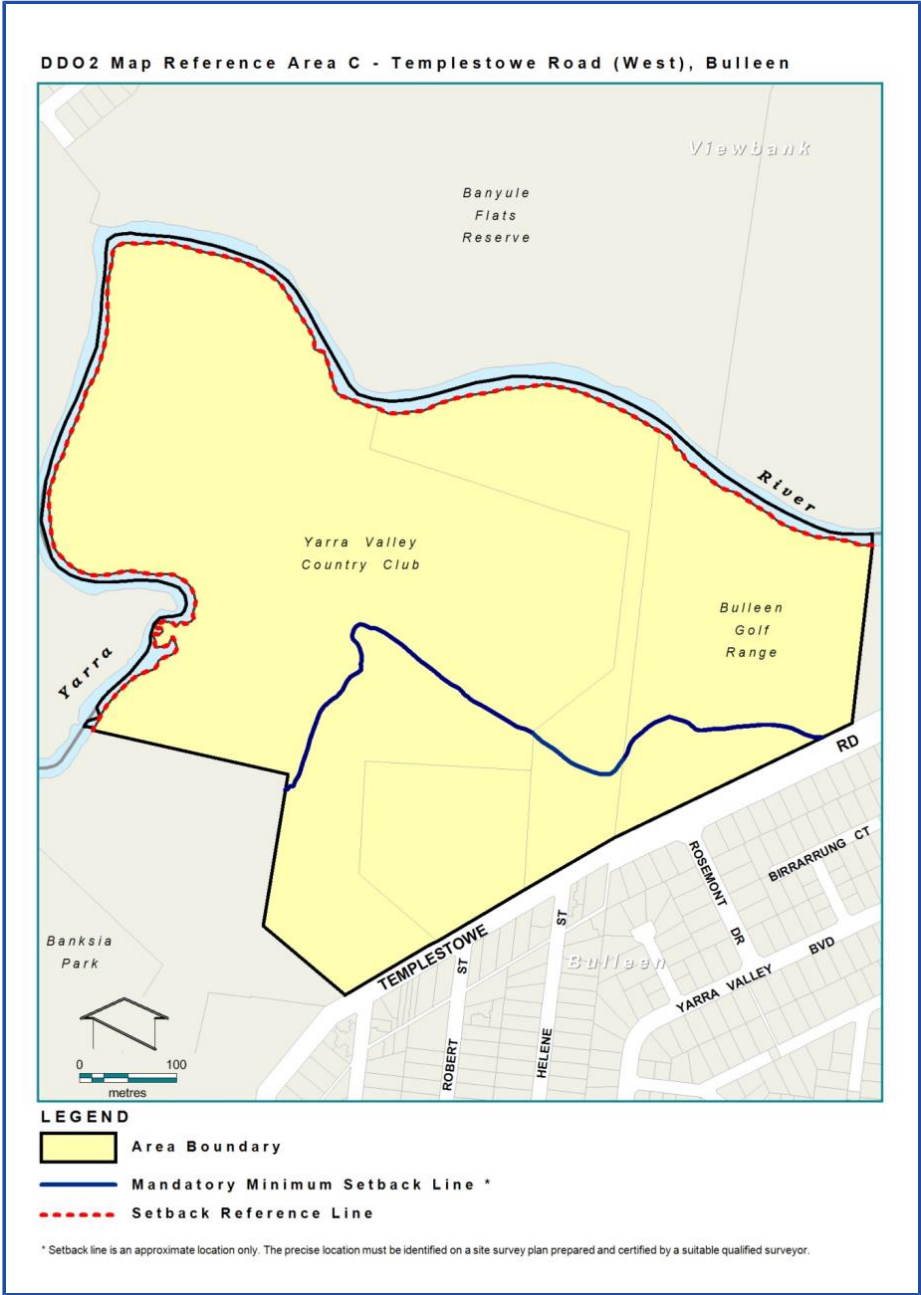 DDO2 Map Reference Area C - Templestowe Road (West), Bulleen
Viewbank
Banyule
Flats
Reserve
River
Yarra Valley
Country Club
Bulleen
Golf
Range
Yarra
RD
ROSEMONT
DR
BIRRARRUNG CT
Banksia
Park
TEMPLESTOWE
ST
ST
Bulleen
YARRA VALLEY
BVD
ROBERT
HELENE
0 100
metres
LEGEND
Area Boundary
Mandatory Minimum Setback Line *
Setback Reference Line
* Setback line is an approximate location only. The precise location must be identified on a site survey plan prepared and certified by a suitable qualified surveyor.